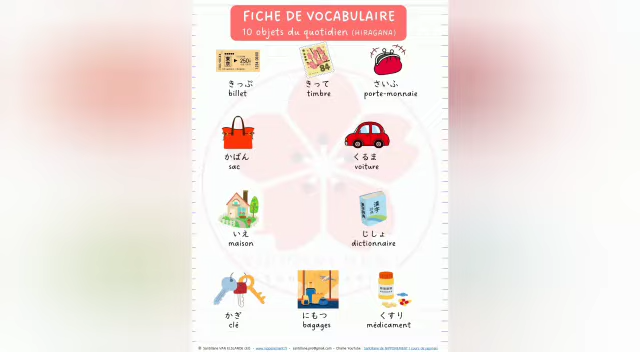 FICHE DE VOCABULAIRE
10 objets du quotidien (HIRAGANA)
きっぷ
billet
きって
timbre
さいふ
porte-monnaie
かばん
sac
くるま
voiture
いえ
maison
じしょ
dictionnaire
かぎ
clé
にもつ
bagages
くすり
médicament